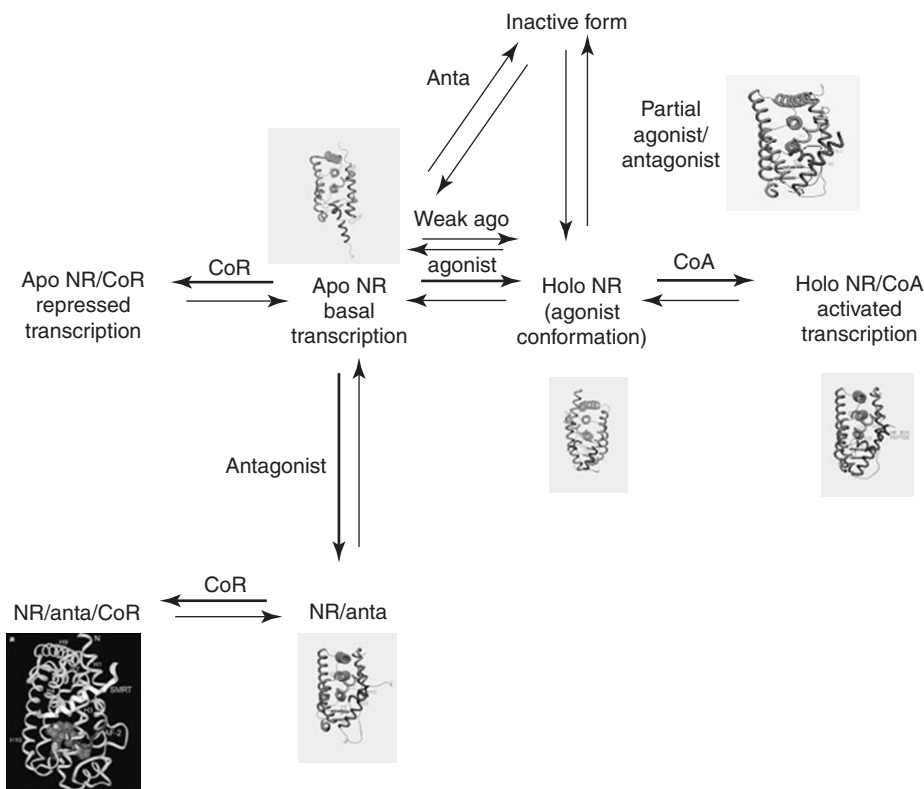 Inactive form
Anta
Partial
agonist/
antagonist
Weak ago
CoR
agonist
CoA
Apo NR/CoR
repressed
transcription
Apo NR
basal
transcription
Holo NR
(agonist
conformation)
Holo NR/CoA
activated
transcription
Antagonist
CoR
NR/anta/CoR
NR/anta
a
N
SMRT
AF-2